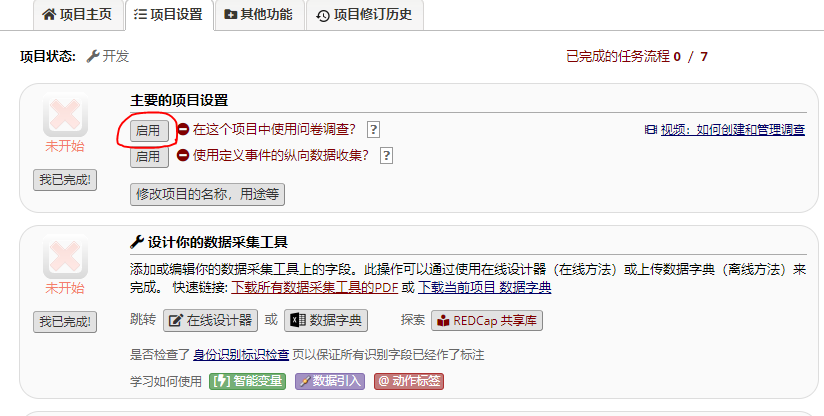 项目主页 项目设置 其他功能 项目修订历史
项目状态: 开发 已完成的任务流程 0 / 7
主要的项目设置
启用 在这个项目中使用问卷调查? ? 视频：如何创建和管理调查
未开始
启用 使用定义事件的纵向数据收集? ?
我已完成!
修改项目的名称，用途等
设计你的数据采集工具
添加或编辑你的数据采集工具上的字段。此操作可以通过使用在线设计器（在线方法）或上传数据字典（离线方法）来
未开始
完成。 快速链接: 下载所有数据采集工具的PDF 或 下载当前项目 数据字典
我已完成!
跳转 在线设计器 或 数据字典 探索 REDCap 共享库
是否检查了 身份识别标识检查 页以保证所有识别字段已经作了标注
学习如何使用 [ ] 智能变量 数据引入 @ 动作标签